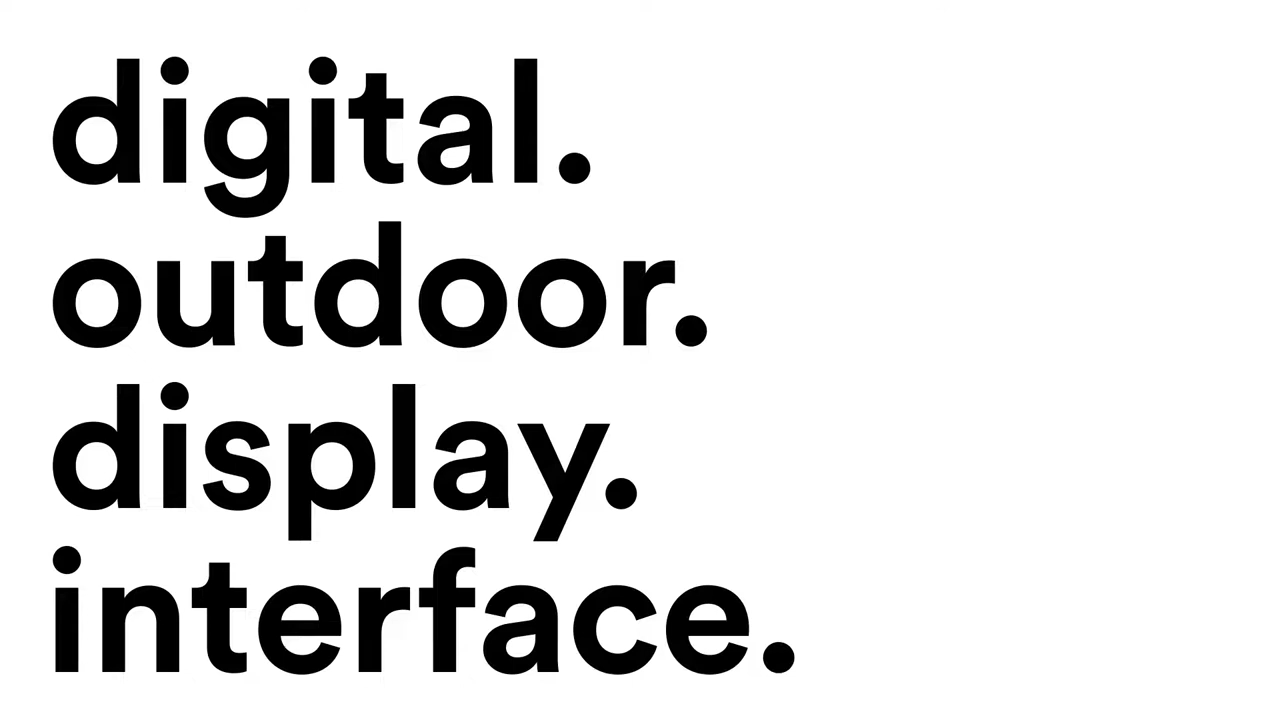 digital.
outdoor.
display.
interface.